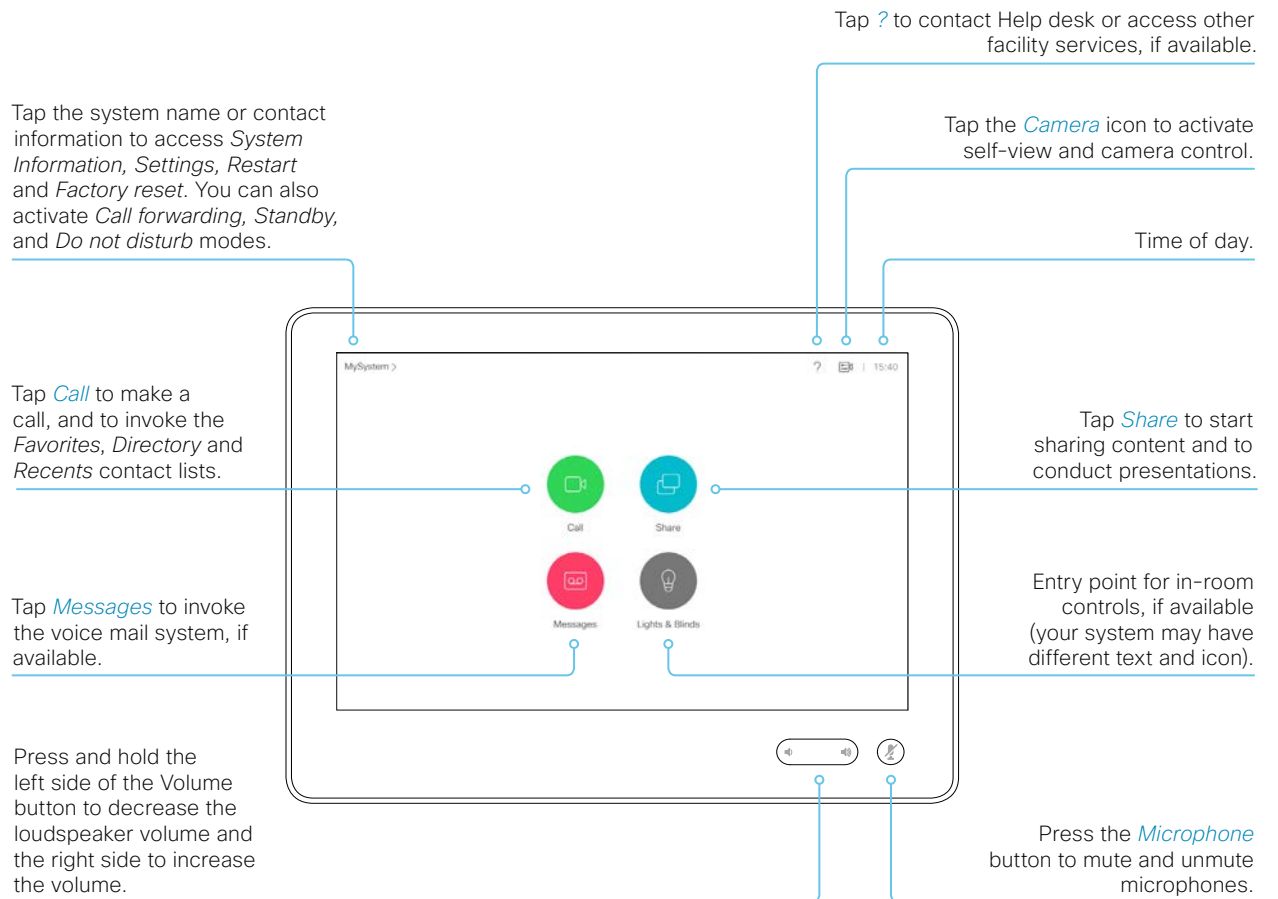 Tap ? to contact Help desk or access other
facility services, if available.
Tap the system name or contact
information to access System
Information, Settings, Restart
and Factory reset. You can also
activate Call forwarding, Standby,
and Do not disturb modes.
Tap the Camera icon to activate
self-view and camera control.
Time of day.
MySystem >
? | 15:40
Tap Call to make a
call, and to invoke the
Favorites, Directory and
Recents contact lists.
Tap Share to start
sharing content and to
conduct presentations.
Call
Share
Tap Messages to invoke
the voice mail system, if
available.
Messages
Lights & Blinds
Entry point for in-room
controls, if available
(your system may have
different text and icon).
Press and hold the
left side of the Volume
button to decrease the
loudspeaker volume and
the right side to increase
the volume.
Press the Microphone
button to mute and unmute
microphones.